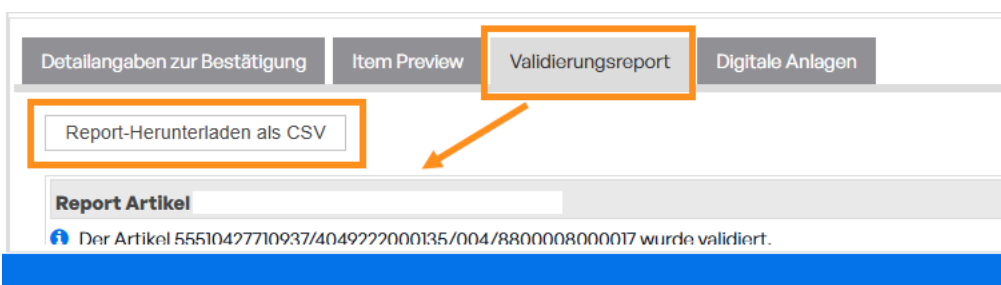 Detailangaben zur Bestätigung Item Preview Validierungsreport Digitale Anlagen
Report-Herunterladen als CSV
Report Artikel
Der Artikel 55510427710937/4049222000135/004/8800008000017 wurde validiert.